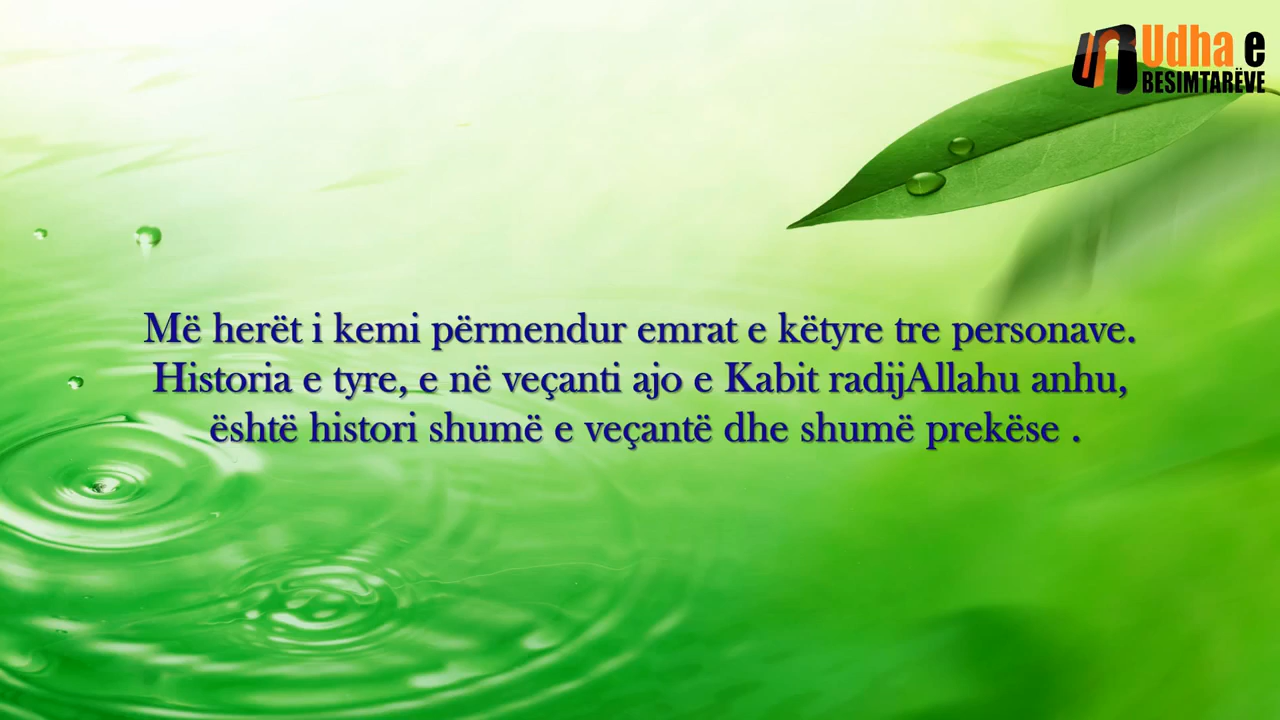 Udha e
BESIMTARËVE
Më herët i kemi përmendur emrat e këtyre tre personave.
Historia e tyre, e në veçanti ajo e Kabit radijAllahu anhu,
është histori shumë e veçantë dhe shumë prekëse .